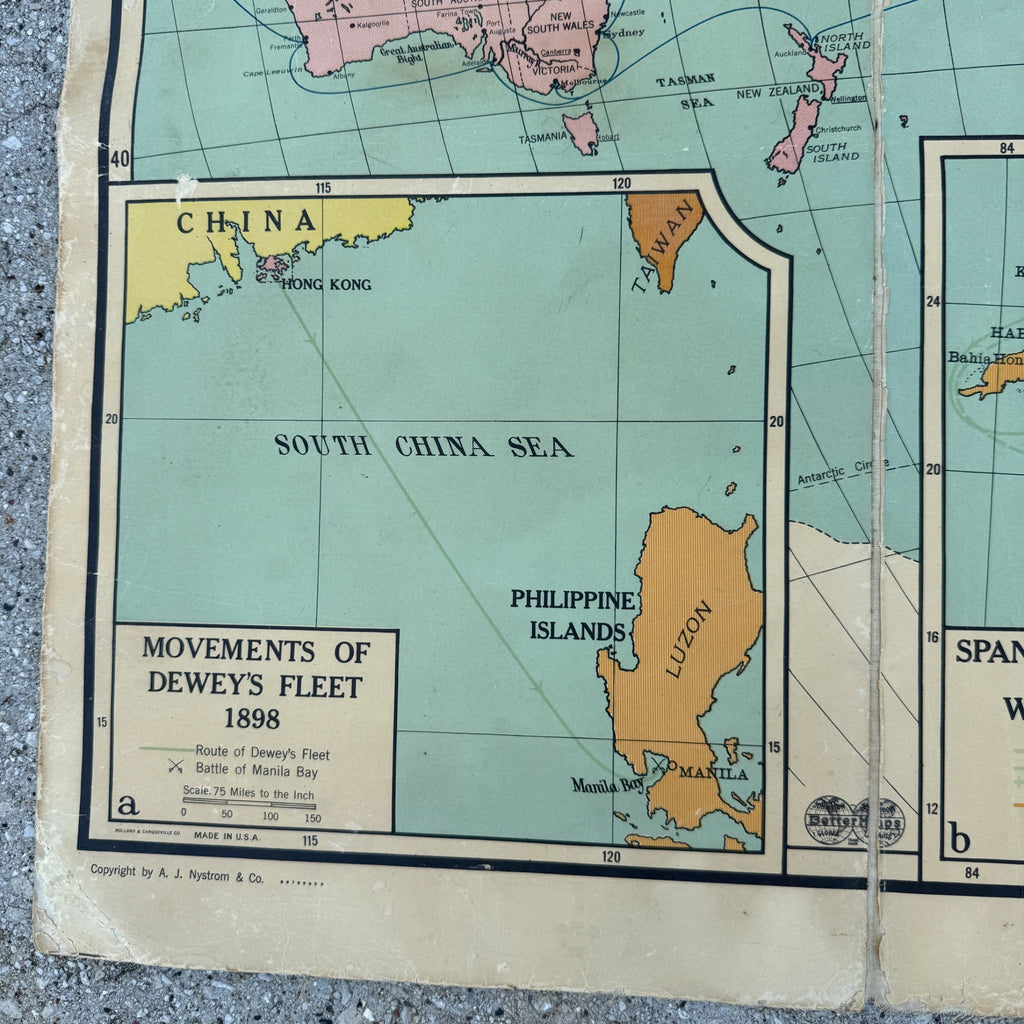 Geraldton
Perth
Fremantle
Kalgoorlie
Cape Leeuwin
Albany
Great Australian
Bight
Farina Town
Port
Augusta
Murray R.
NEW
SOUTH WALES
Canberra
VICTORIA
Melbourne
Newcastle
Sydney
TASMAN
SEA
TASMANIA
Hobart
NORTH
ISLAND
Auckland
NEW ZEALAND
Wellington
Christchurch
SOUTH
ISLAND
40
115
120
84
CHINA
HONG KONG
TAIWAN
24
Bahia Hon
20
SOUTH CHINA SEA
20
Antarctic Circle
20
PHILIPPINE
ISLANDS
LUZON
16
SPAN
W
MOVEMENTS OF
DEWEY'S FLEET
1898
15
Route of Dewey's Fleet
Battle of Manila Bay
Scale 75 Miles to the Inch
0 50 100 150
a
15
Manila Bay
MANILA
BetterMaps
12
b
HOLLAND & CARQUEVILLE CO
MADE IN U.S.A.
115
120
84
Copyright by A. J. Nystrom & Co.